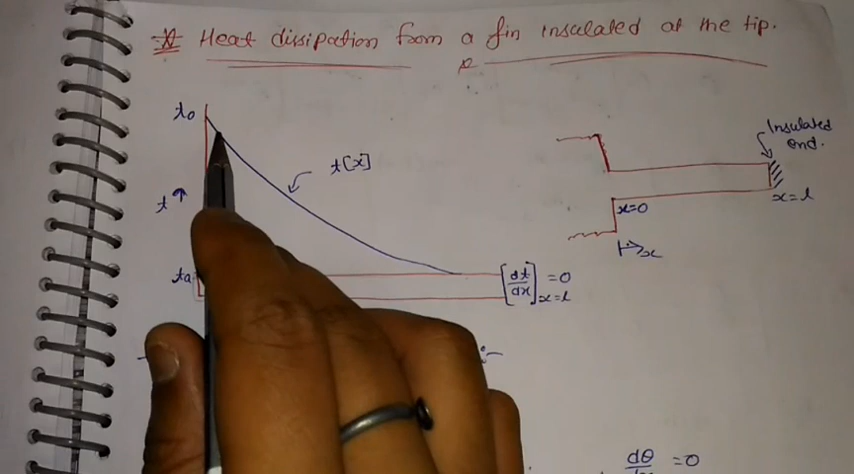 * Heat dissipation from a fin insulated at the tip.
t₀
t[x]
t ↑
tₐ
[dt/dx]ₓ₌ₗ = 0
Insulated
end.
x=0
x=l
↦x
dθ
=0